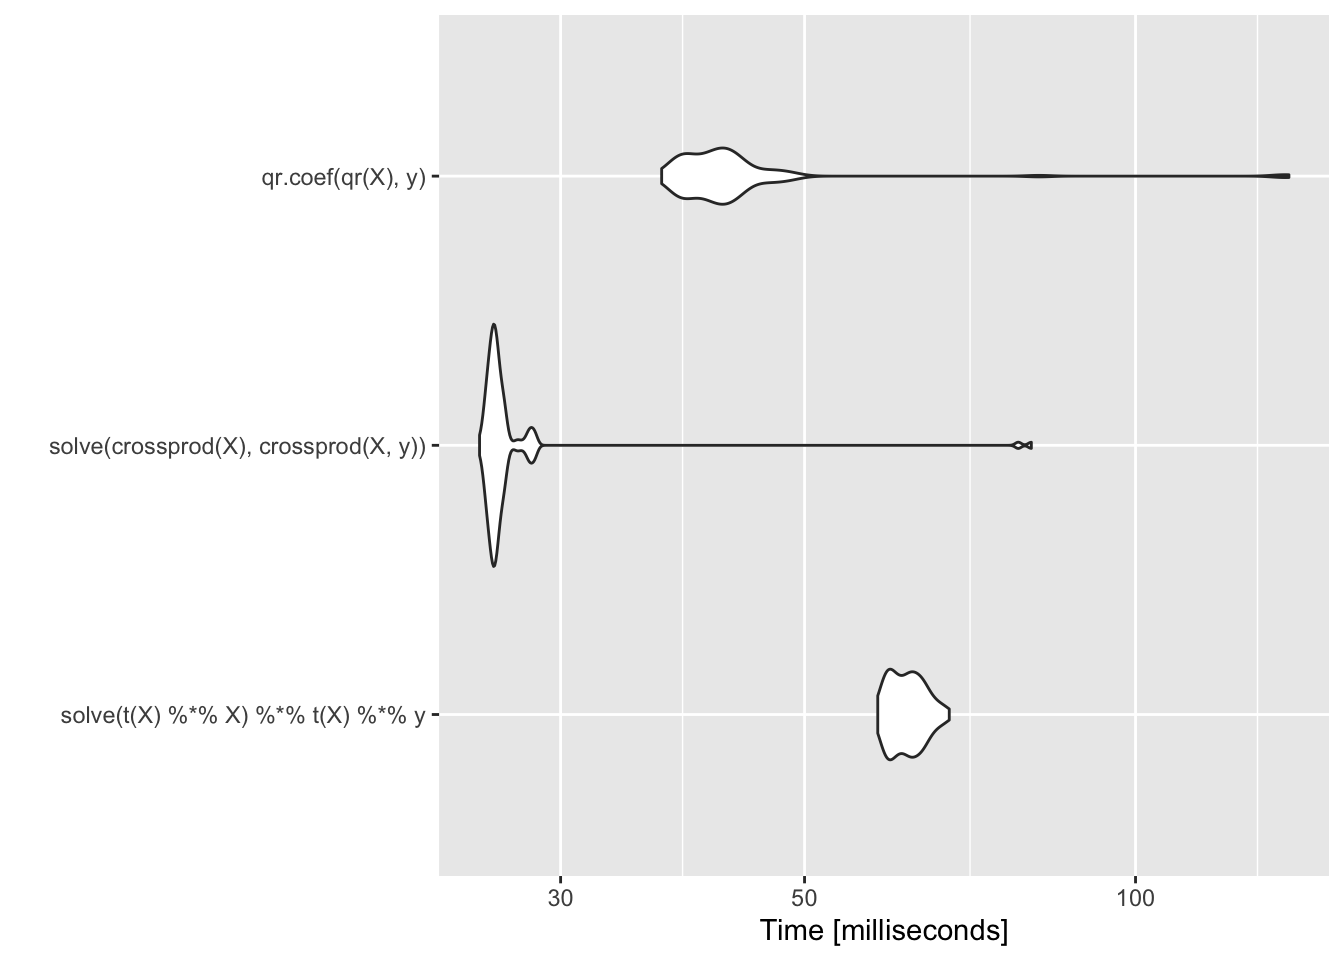 qr.coef(qr(X), y)
solve(crossprod(X), crossprod(X, y))
solve(t(X) %*% X) %*% t(X) %*% y
30 50 100
Time [milliseconds]